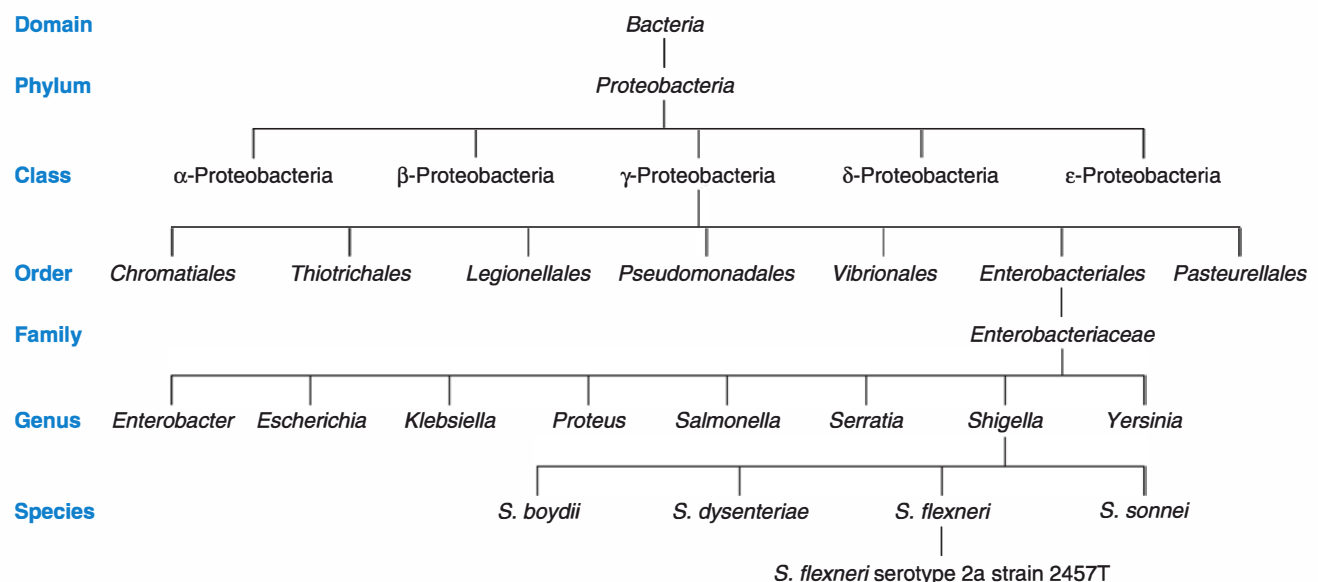 Domain Bacteria
Phylum Proteobacteria
Class α-Proteobacteria β-Proteobacteria γ-Proteobacteria δ-Proteobacteria ε-Proteobacteria
Order Chromatiales Thiotrichales Legionellales Pseudomonadales Vibrionales Enterobacteriales Pasteurellales
Family Enterobacteriaceae
Genus Enterobacter Escherichia Klebsiella Proteus Salmonella Serratia Shigella Yersinia
Species S. boydii S. dysenteriae S. flexneri S. sonnei
S. flexneri serotype 2a strain 2457T